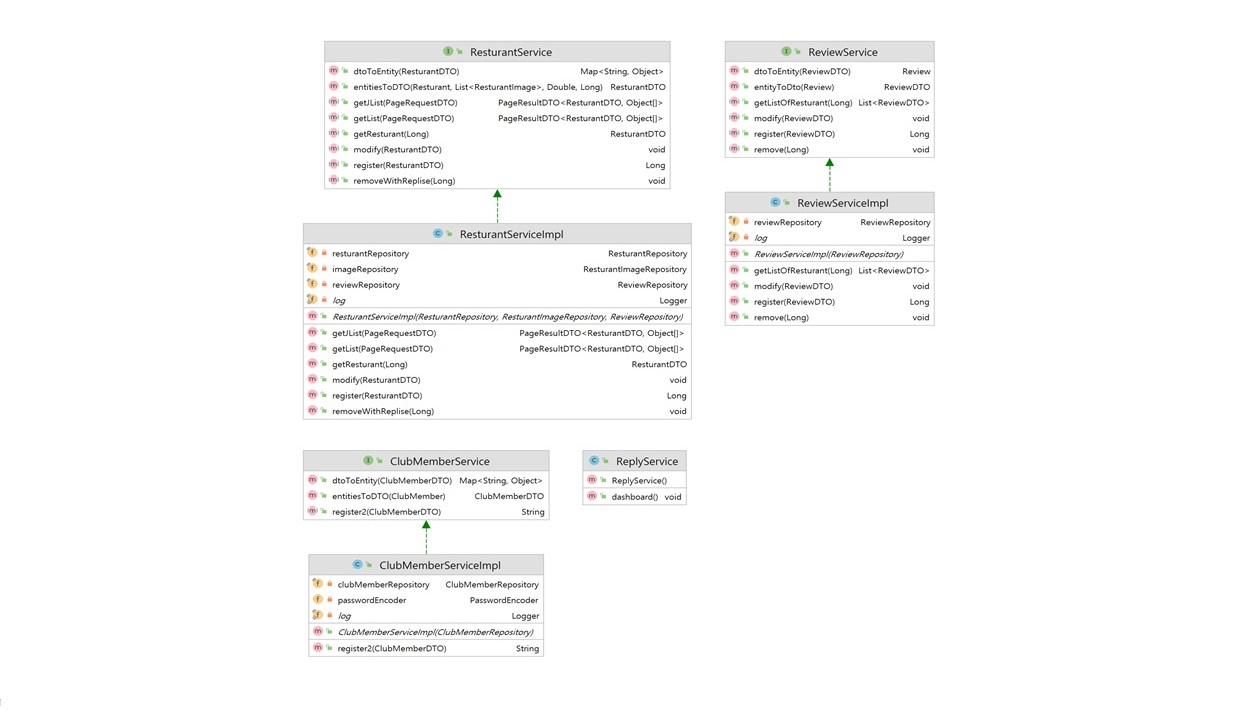 ResturantService
dtoToEntity(ResturantDTO) Map<String, Object>
entitiesToDTO(Resturant, List<ResturantImage>, Double, Long) ResturantDTO
getJList(PageRequestDTO) PageResultDTO<ResturantDTO, Object[]>
getList(PageRequestDTO) PageResultDTO<ResturantDTO, Object[]>
getResturant(Long) ResturantDTO
modify(ResturantDTO) void
register(ResturantDTO) Long
removeWithReplise(Long) void
ReviewService
dtoToEntity(ReviewDTO) Review
entityToDto(Review) ReviewDTO
getListOfResturant(Long) List<ReviewDTO>
modify(ReviewDTO) void
register(ReviewDTO) Long
remove(Long) void
ResturantServiceImpl
resturantRepository ResturantRepository
imageRepository ResturantImageRepository
reviewRepository ReviewRepository
log Logger
ResturantServiceImpl(ResturantRepository, ResturantImageRepository, ReviewRepository)
getJList(PageRequestDTO) PageResultDTO<ResturantDTO, Object[]>
getList(PageRequestDTO) PageResultDTO<ResturantDTO, Object[]>
getResturant(Long) ResturantDTO
modify(ResturantDTO) void
register(ResturantDTO) Long
removeWithReplise(Long) void
ReviewServiceImpl
reviewRepository ReviewRepository
log Logger
ReviewServiceImpl(ReviewRepository)
getListOfResturant(Long) List<ReviewDTO>
modify(ReviewDTO) void
register(ReviewDTO) Long
remove(Long) void
ClubMemberService
dtoToEntity(ClubMemberDTO) Map<String, Object>
entitiesToDTO(ClubMember) ClubMemberDTO
register2(ClubMemberDTO) String
ReplyService
ReplyService()
dashboard() void
ClubMemberServiceImpl
clubMemberRepository ClubMemberRepository
passwordEncoder PasswordEncoder
log Logger
ClubMemberServiceImpl(ClubMemberRepository)
register2(ClubMemberDTO) String